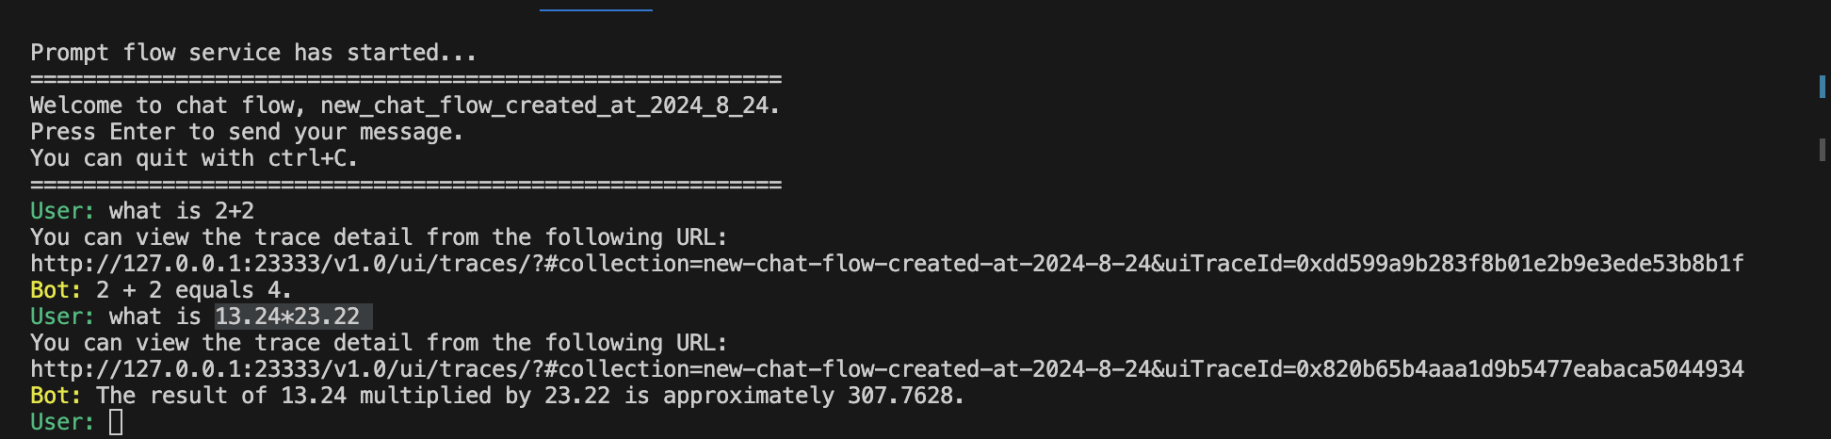 Prompt flow service has started...
=========================================================
Welcome to chat flow, new_chat_flow_created_at_2024_8_24.
Press Enter to send your message.
You can quit with ctrl+C.
=========================================================
User: what is 2+2
You can view the trace detail from the following URL:
http://127.0.0.1:23333/v1.0/ui/traces/?#collection=new-chat-flow-created-at-2024-8-24&uiTraceId=0xdd599a9b283f8b01e2b9e3ede53b8b1f
Bot: 2 + 2 equals 4.
User: what is 13.24*23.22
You can view the trace detail from the following URL:
http://127.0.0.1:23333/v1.0/ui/traces/?#collection=new-chat-flow-created-at-2024-8-24&uiTraceId=0x820b65b4aaa1d9b5477eabaca5044934
Bot: The result of 13.24 multiplied by 23.22 is approximately 307.7628.
User: